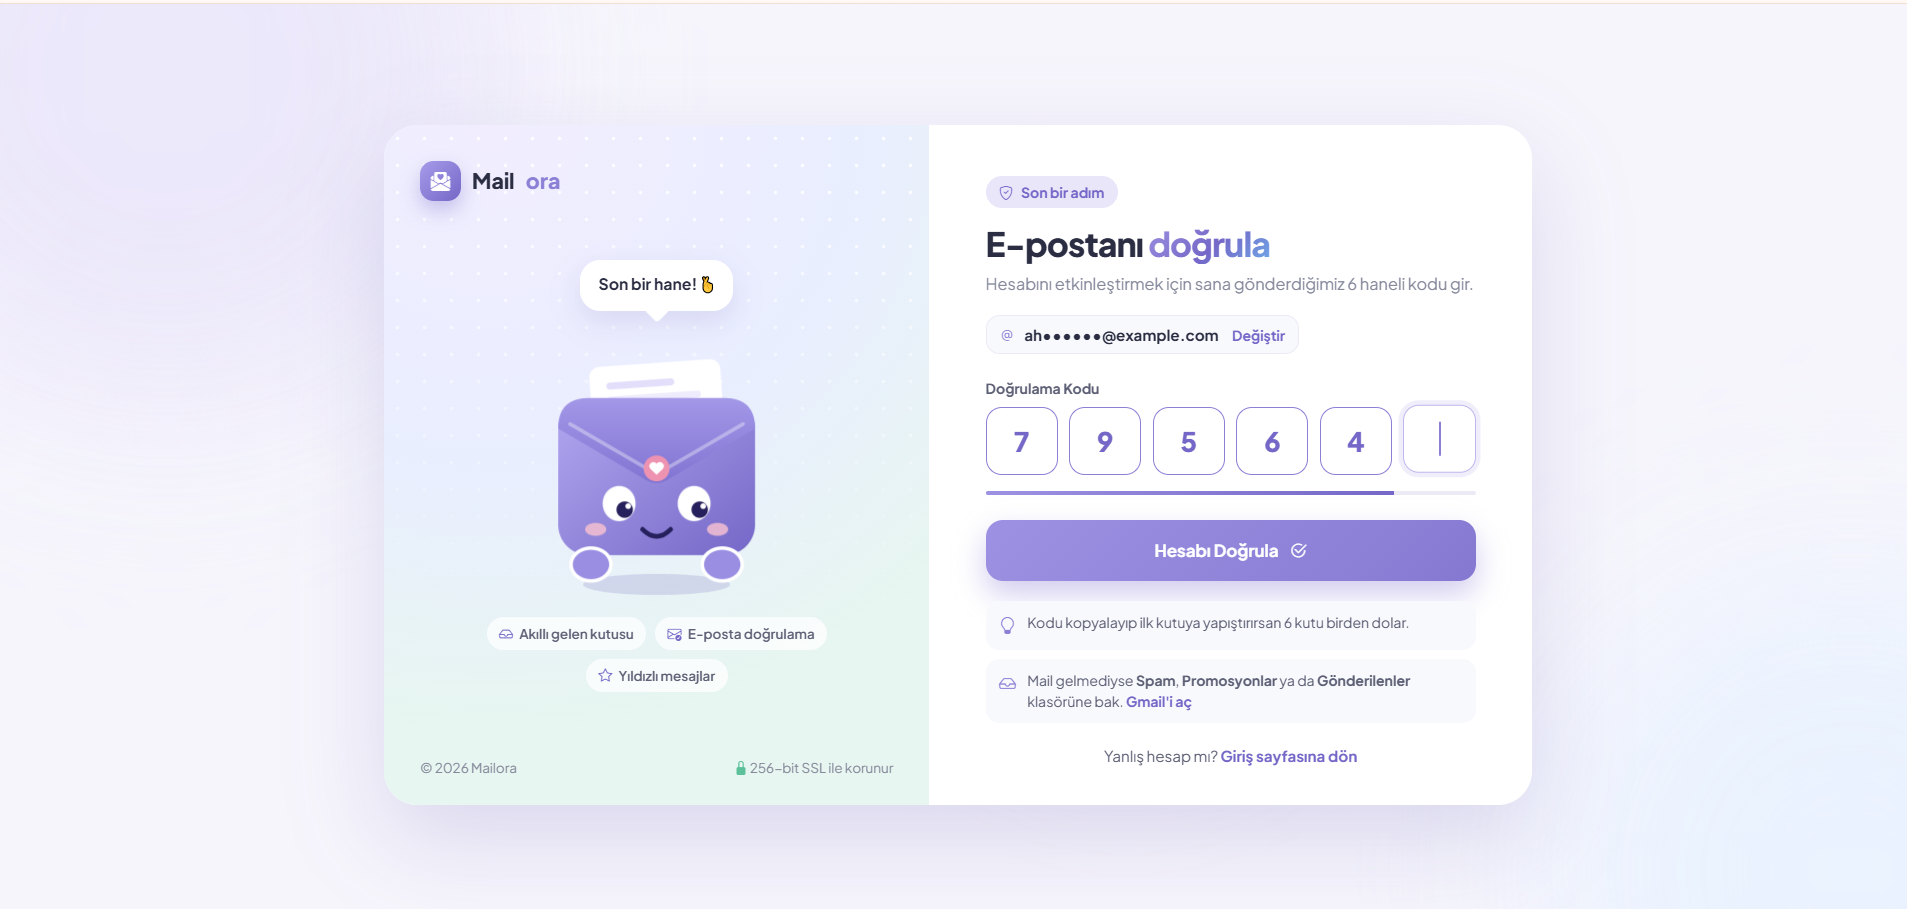 Mail ora
Son bir hane! 🫰
Akıllı gelen kutusu
E-posta doğrulama
Yıldızlı mesajlar
© 2026 Mailora
256-bit SSL ile korunur
Son bir adım
E-postanı doğrula
Hesabını etkinleştirmek için sana gönderdiğimiz 6 haneli kodu gir.
@ ah••••••@example.com Değiştir
Doğrulama Kodu
7 9 5 6 4
Hesabı Doğrula
Kodu kopyalayıp ilk kutuya yapıştırırsan 6 kutu birden dolar.
Mail gelmediyse Spam, Promosyonlar ya da Gönderilenler
klasörüne bak. Gmail'i aç
Yanlış hesap mı? Giriş sayfasına dön